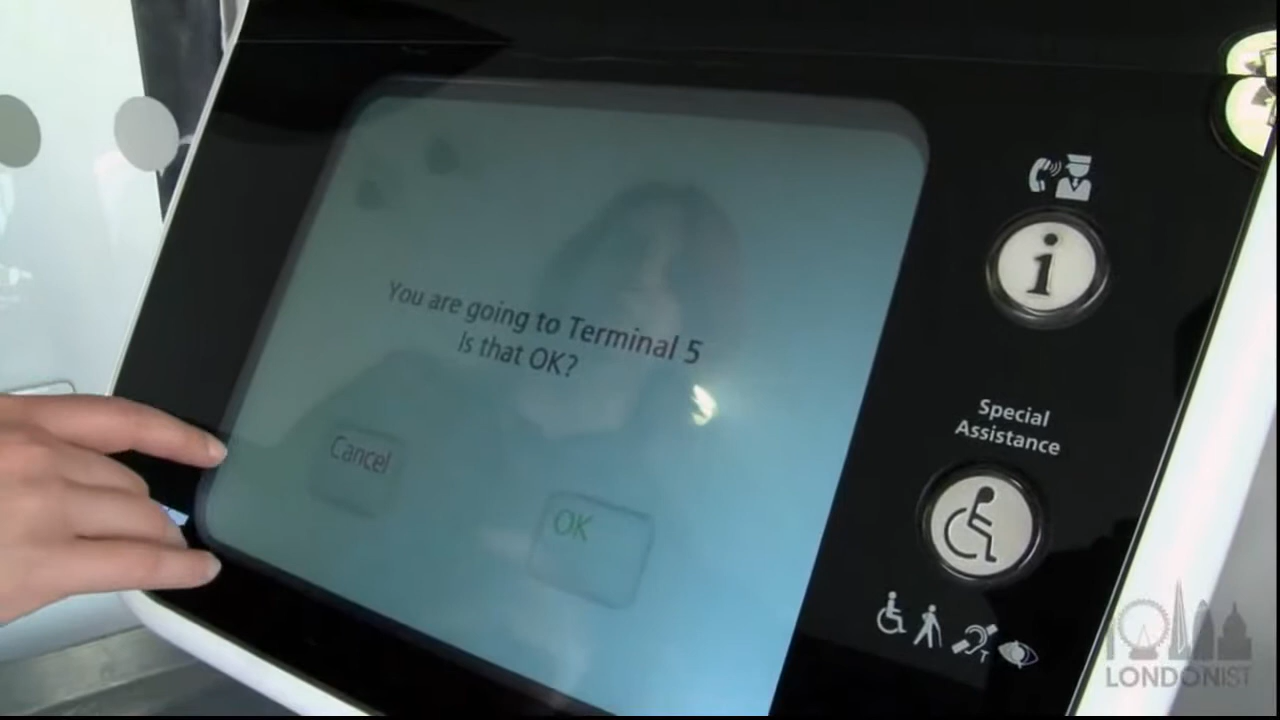 You are going to Terminal 5
Is that OK?
Cancel
OK
i
Special
Assistance
T
LONDONIST